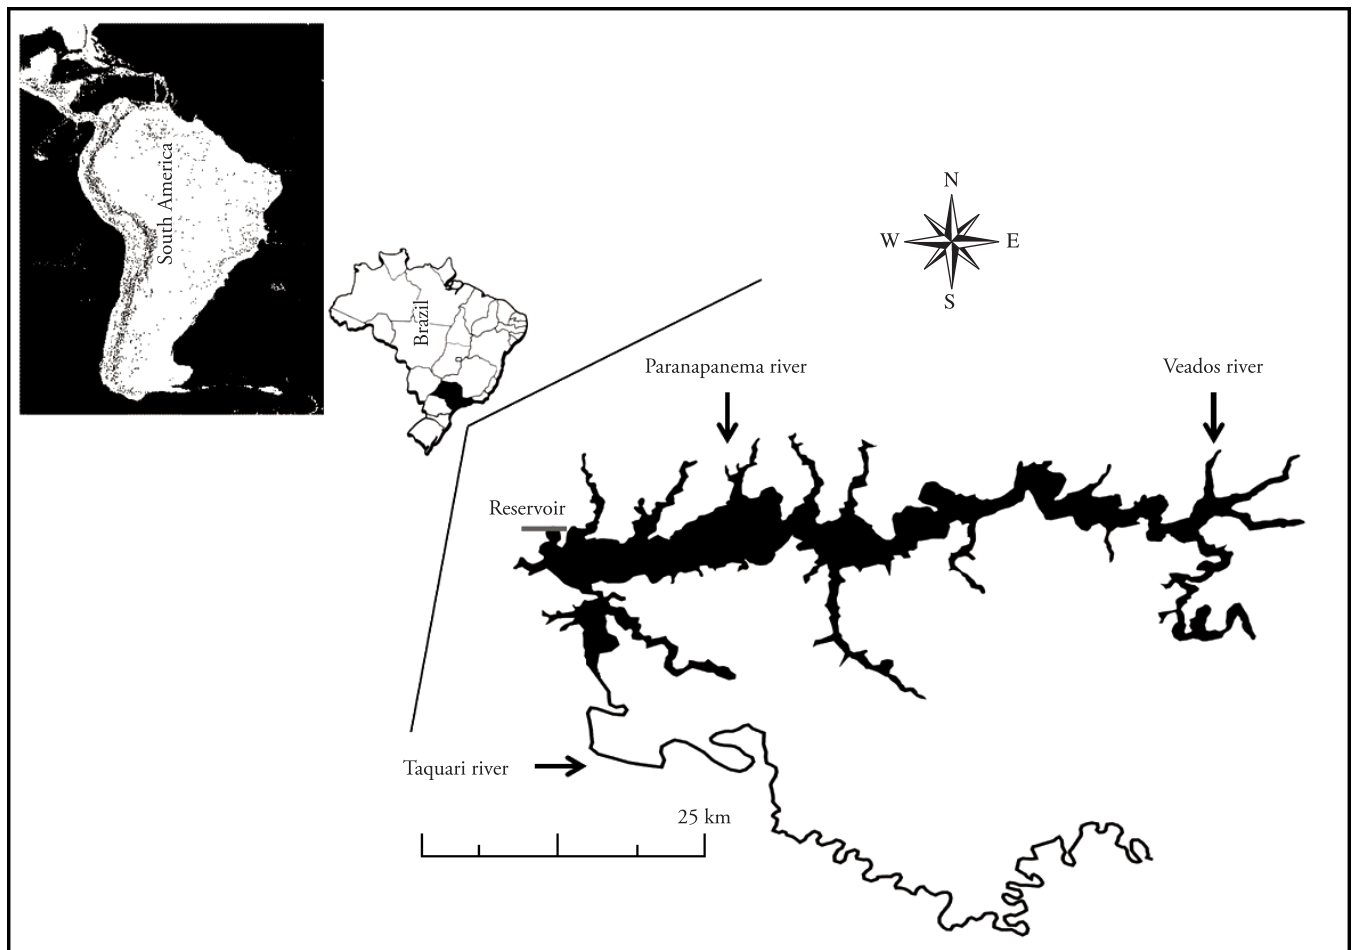 South America
Brazil
N
W
E
S
Paranapanema river
Veados river
Reservoir
Taquari river
25 km